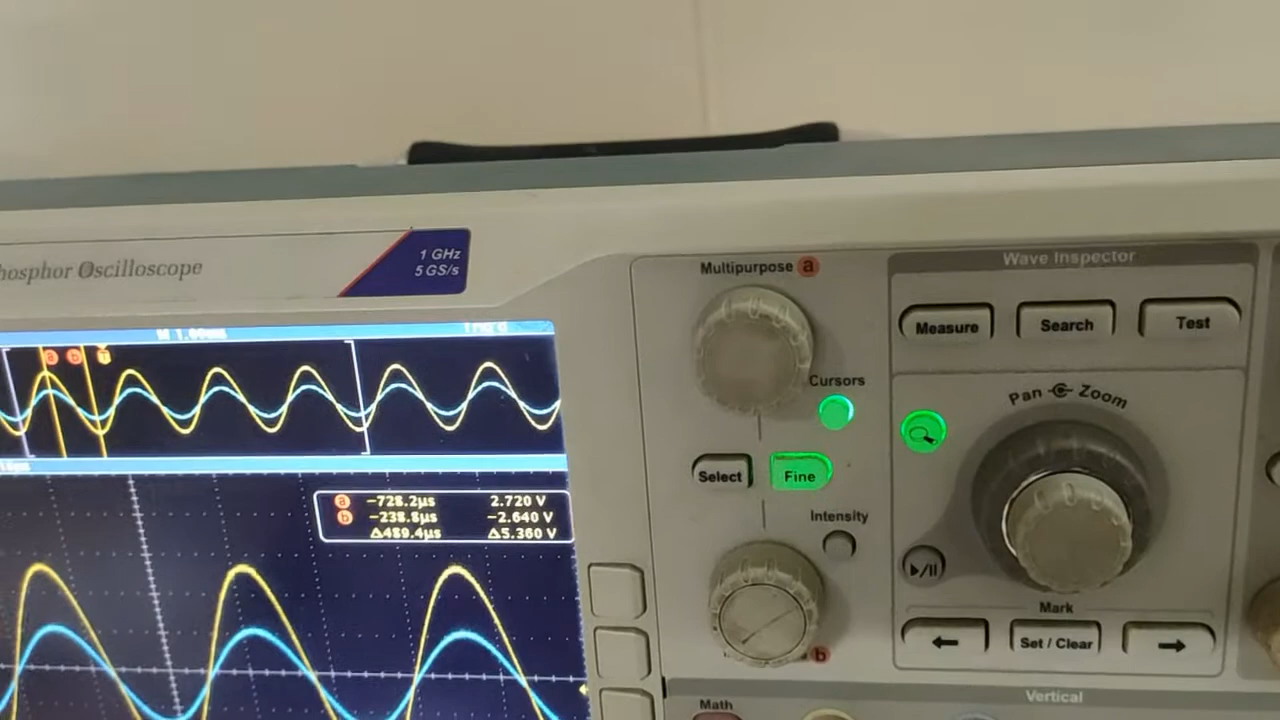 hosphor Oscilloscope
1 GHz
5 GS/s
Multipurpose a
Wave Inspector
Measure
Search
Test
Cursors
Pan Zoom
Select
Fine
Intensity
a b T
a −728.2µs 2.720 V
b −238.8µs −2.640 V
Δ489.4µs Δ5.360 V
Mark
Set / Clear
b
Vertical
Math